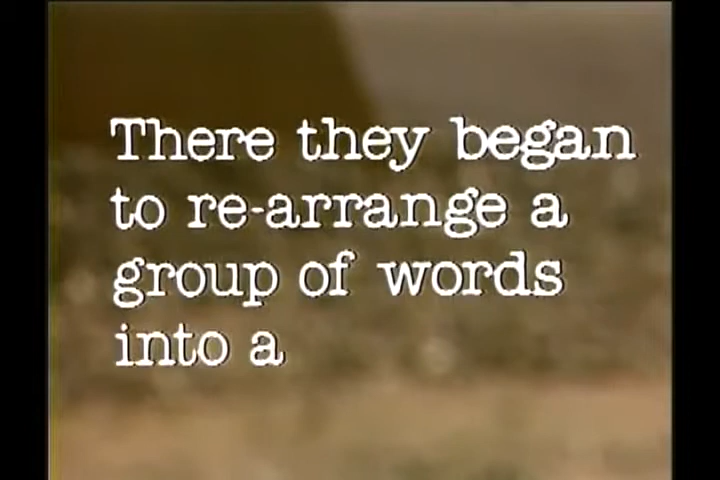 There they began
to re-arrange a
group of words
into a